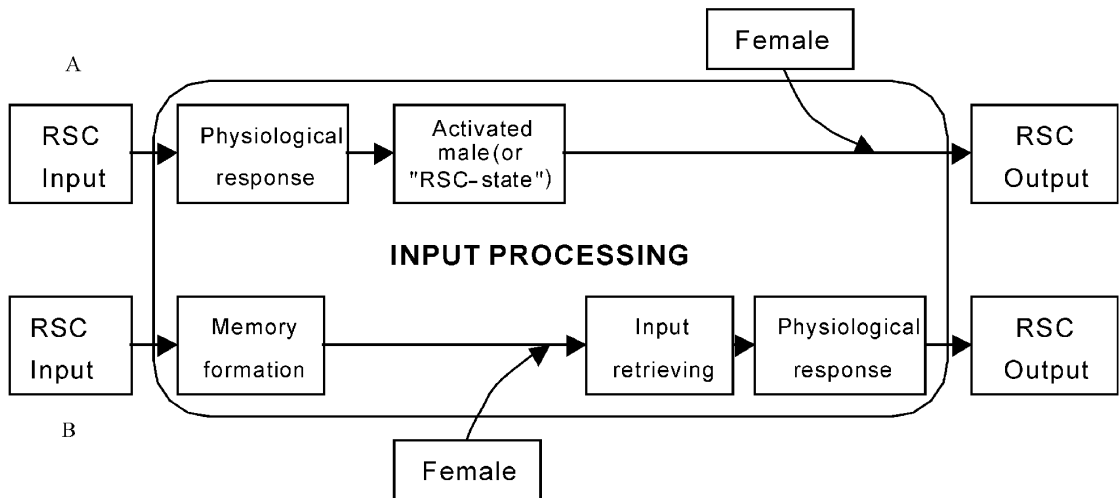 Female
A
RSC
Input
Physiological
response
Activated
male(or
"RSC-state")
RSC
Output
INPUT PROCESSING
RSC
Input
Memory
formation
Input
retrieving
Physiological
response
RSC
Output
B
Female